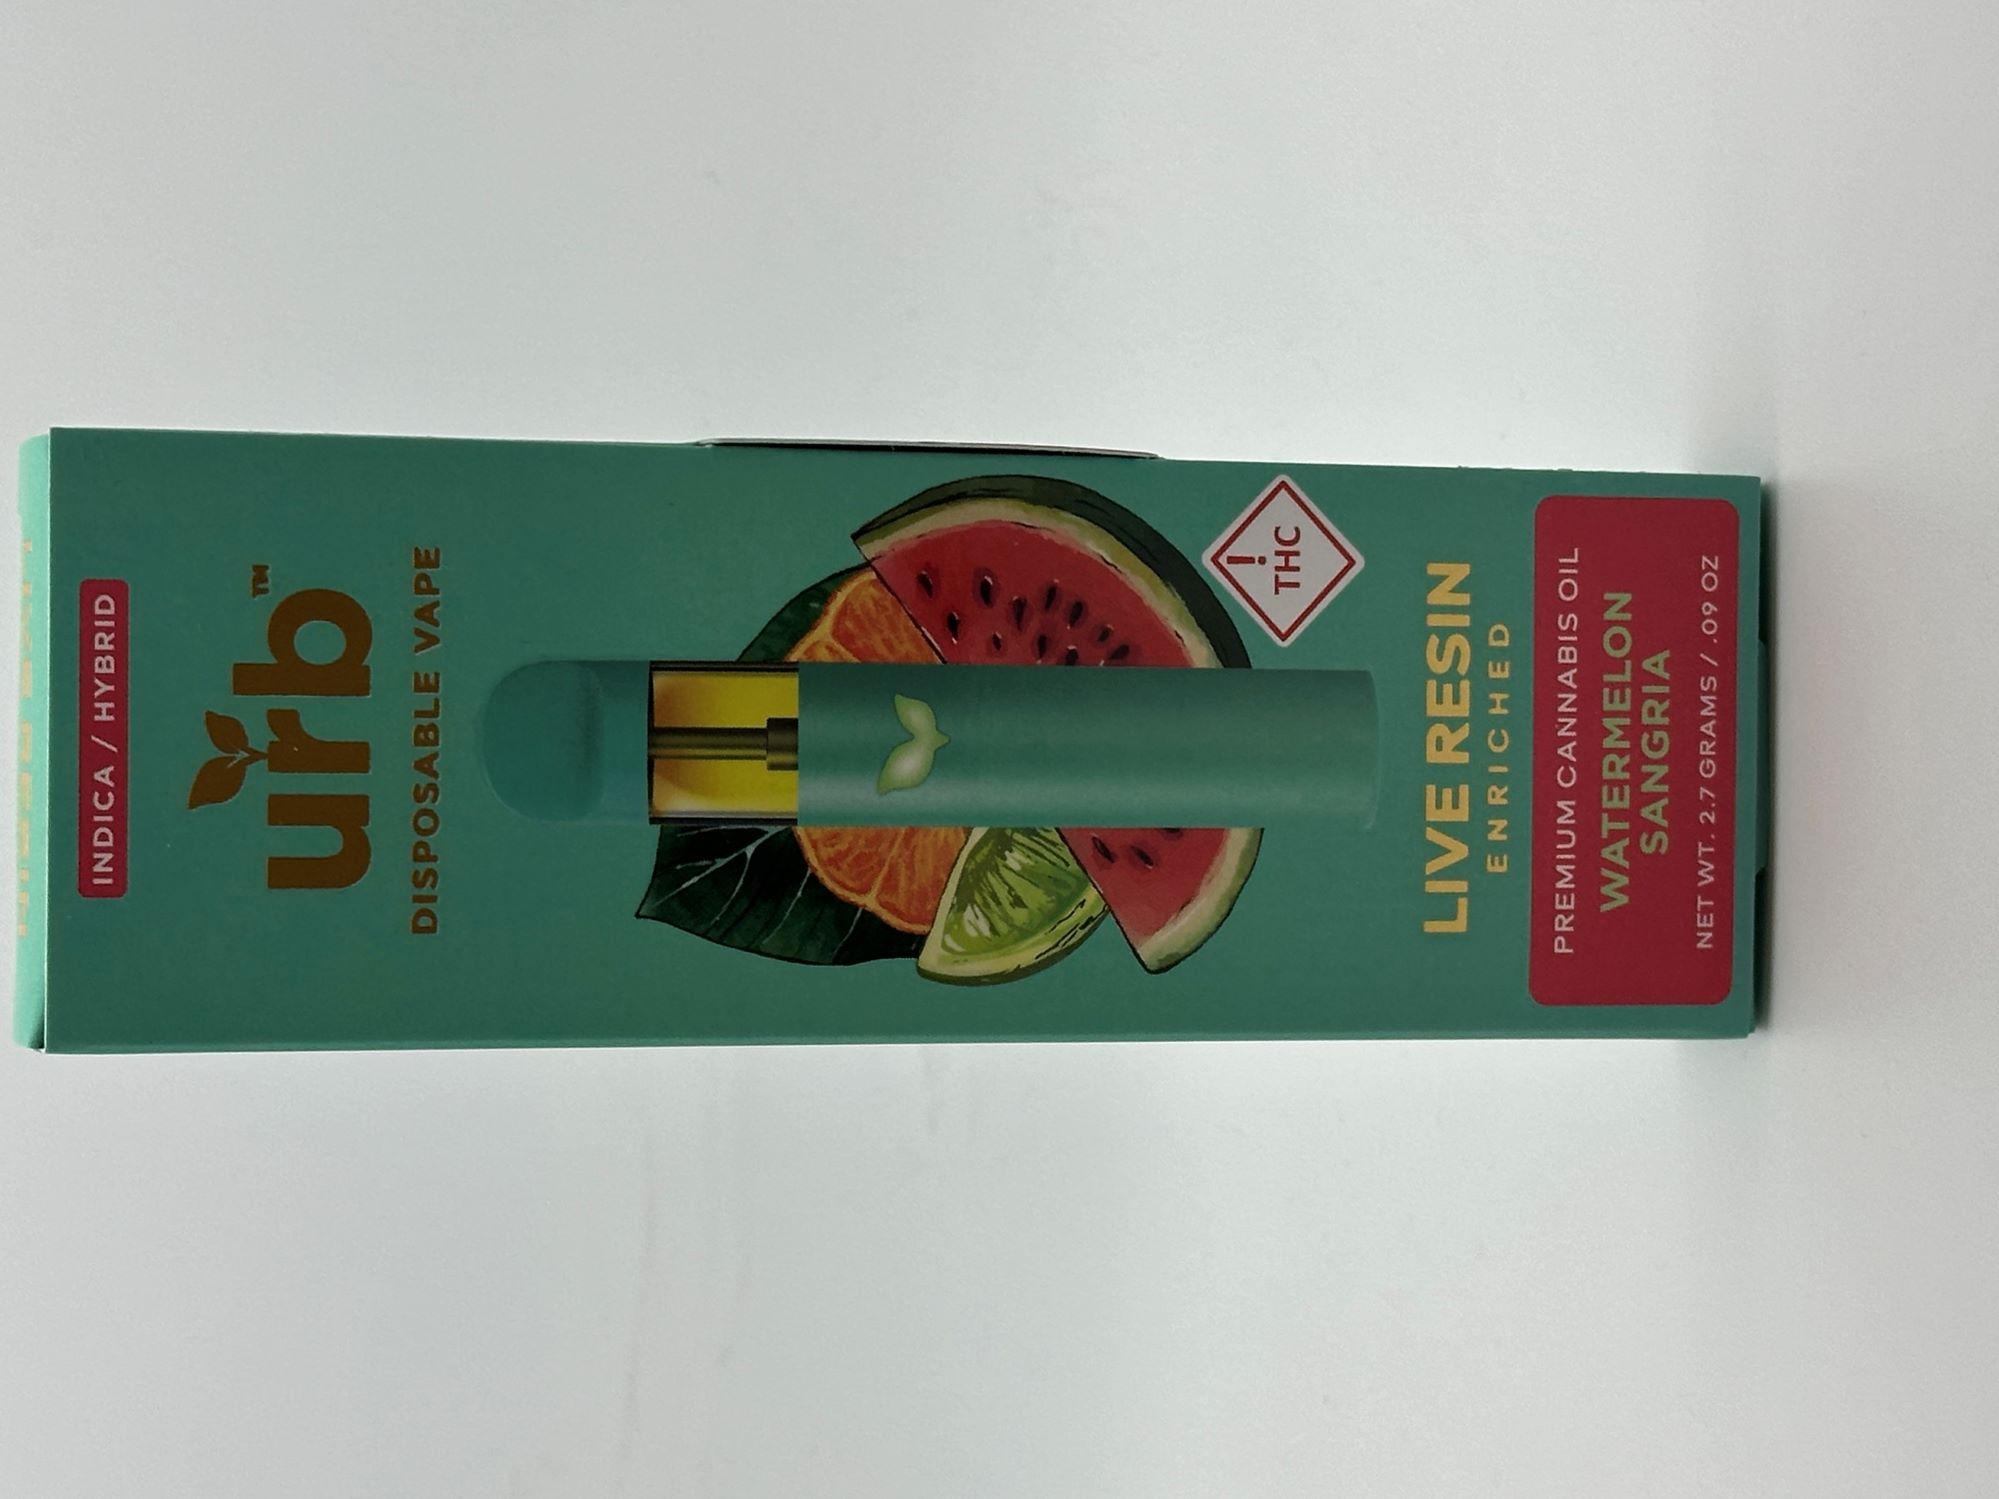 INDICA / HYBRID
urb™
DISPOSABLE VAPE
!
THC
LIVE RESIN
ENRICHED
PREMIUM CANNABIS OIL
WATERMELON
SANGRIA
NET WT. 2.7 GRAMS / .09 OZ